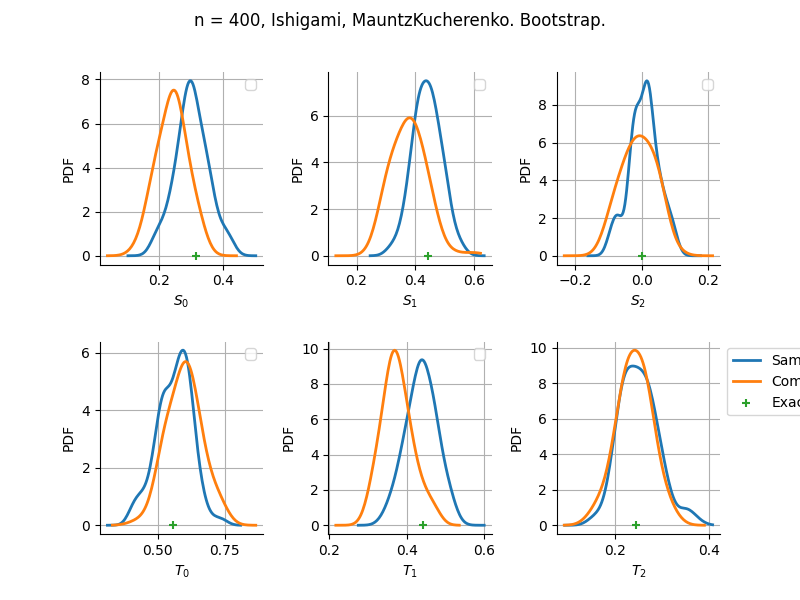 n = 400, Ishigami, MauntzKucherenko. Bootstrap.
8
6
4
2
0
PDF
0.2 0.4
S₀
6
4
2
0
PDF
0.2 0.4 0.6
S₁
8
6
4
2
0
PDF
−0.2 0.0 0.2
S₂
6
4
2
0
PDF
0.50 0.75
T₀
10
8
6
4
2
0
PDF
0.2 0.4 0.6
T₁
10
8
6
4
2
0
PDF
0.2 0.4
T₂
Sam
Com
Exac